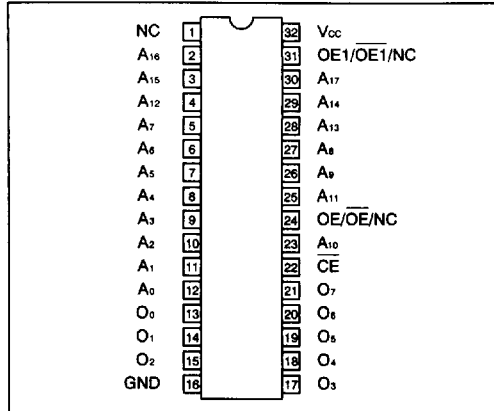 NC 1 32 Vcc
A16 2 31 OE1/OE1/NC
A15 3 30 A17
A12 4 29 A14
A7 5 28 A13
A6 6 27 A8
A5 7 26 A9
A4 8 25 A11
A3 9 24 OE/OE/NC
A2 10 23 A10
A1 11 22 CE
A0 12 21 O7
O0 13 20 O6
O1 14 19 O5
O2 15 18 O4
GND 16 17 O3